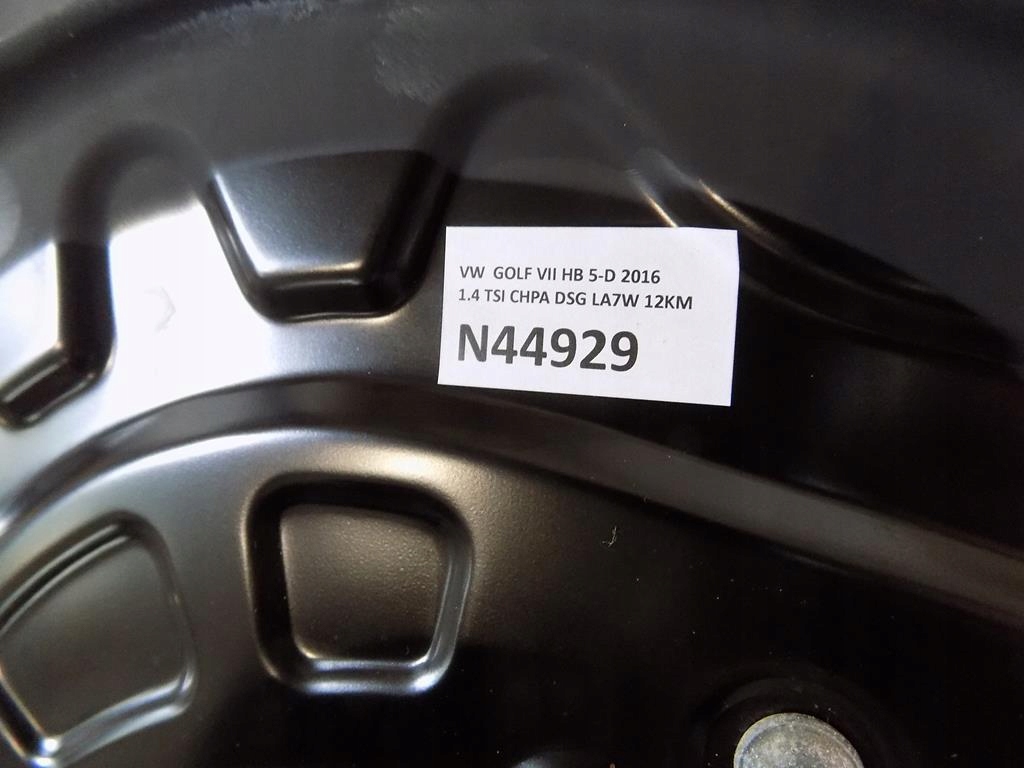 VW GOLF VII HB 5-D 2016
1.4 TSI CHPA DSG LA7W 12KM
N44929